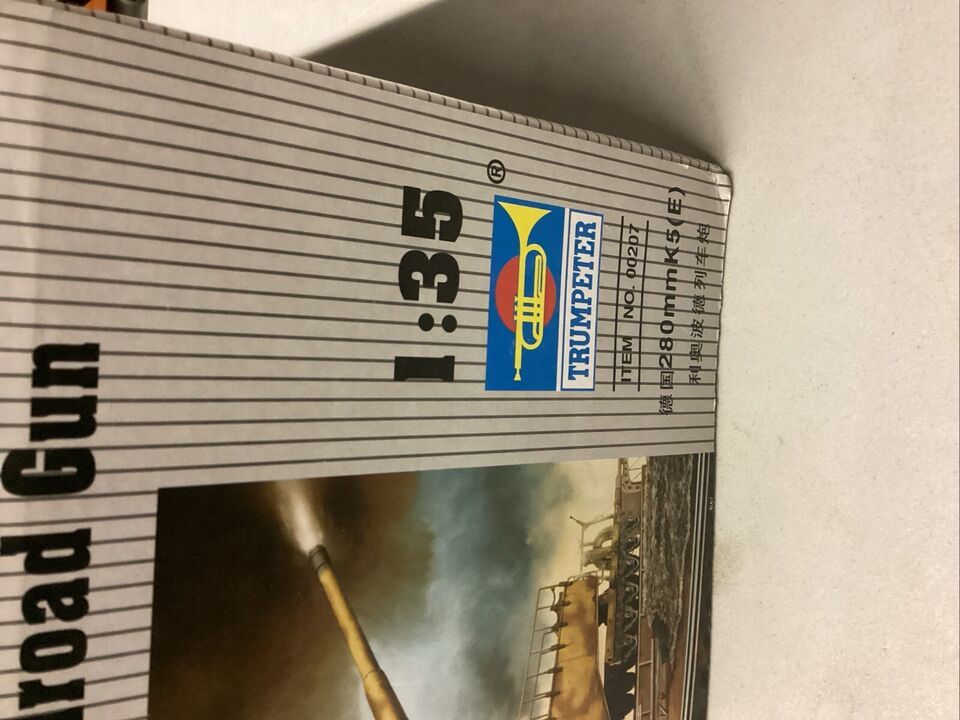 road Gun
1:35
®
TRUMPETER
ITEM NO. 00207
德国280mmK5(E)
利奥波德列车炮